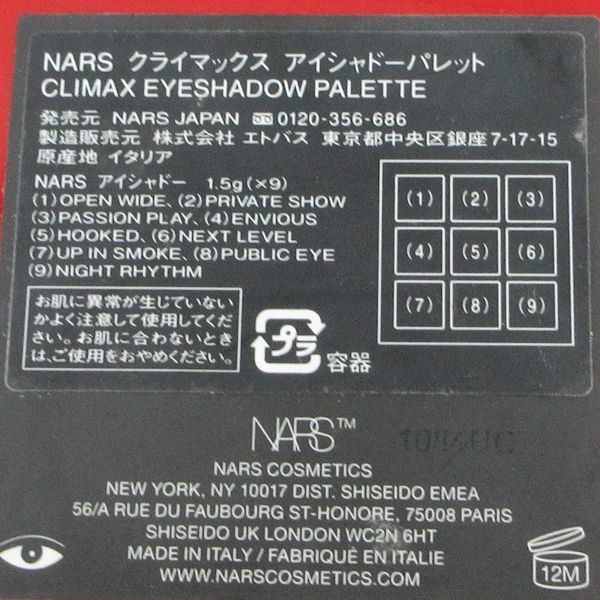 NARS クライマックス アイシャドーパレット
CLIMAX EYESHADOW PALETTE
発売元 NARS JAPAN 0120-356-686
製造販売元 株式会社 エトバス 東京都中央区銀座7-17-15
原産地 イタリア
NARS アイシャドー 1.5g(×9)
(1)OPEN WIDE、(2)PRIVATE SHOW
(3)PASSION PLAY、(4)ENVIOUS
(5)HOOKED、(6)NEXT LEVEL
(7)UP IN SMOKE、(8)PUBLIC EYE
(9)NIGHT RHYTHM
(1) (2) (3)
(4) (5) (6)
(7) (8) (9)
お肌に異常が生じていない
かよく注意して使用してくだ
さい。お肌に合わないとき
は、ご使用をおやめください。
プラ
容器
NARS™
NARS COSMETICS
NEW YORK, NY 10017 DIST. SHISEIDO EMEA
56/A RUE DU FAUBOURG ST-HONORE, 75008 PARIS
SHISEIDO UK LONDON WC2N 6HT
MADE IN ITALY / FABRIQUÉ EN ITALIE
WWW.NARSCOSMETICS.COM
12M